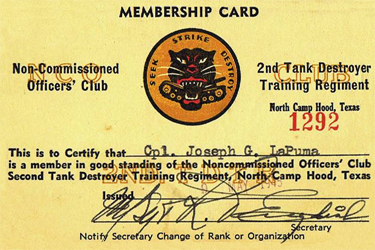 MEMBERSHIP CARD
Non-Commissioned
Officers' Club
NCO
SEEK STRIKE DESTROY
CLUB
2nd Tank Destroyer
Training Regiment
North Camp Hood, Texas
1292
This is to Certify that Cpl. Joseph G. LaPuma
is a member in good standing of the Noncommissioned Officers' Club
Second Tank Destroyer Training Regiment, North Camp Hood, Texas
Issued
Secretary
Notify Secretary Change of Rank or Organization